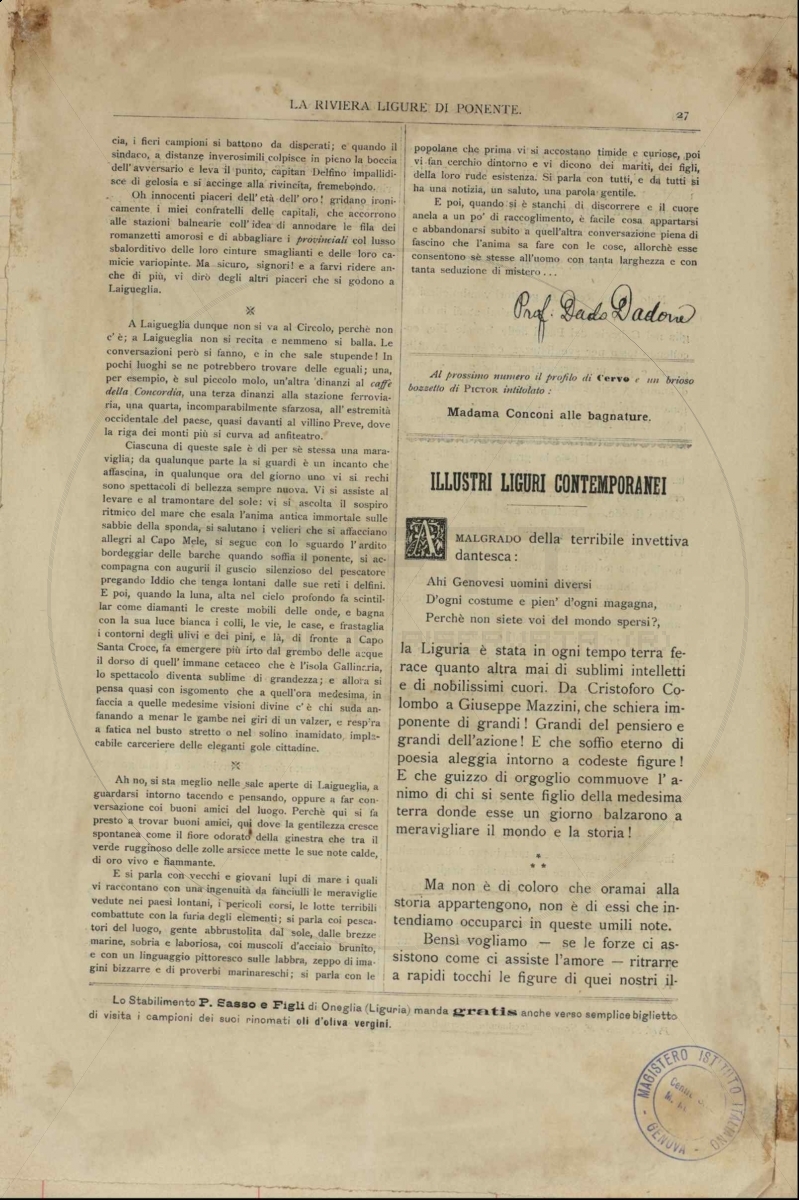 LA RIVIERA LIGURE DI PONENTE.
27
cia, i fieri campioni si battono da disperati; e quando il
sindaco, a distanze inverosimili colpisce in pieno la boccia
dell'avversario e leva il punto, capitan Delfino impallidi-
sce di gelosia e si accinge alla rivincita, fremebondo.
Oh innocenti piaceri dell'età dell'oro! gridano ironi-
camente i miei confratelli delle capitali, che accorrono
alle stazioni balnearie coll'idea di annodare le fila dei
romanzetti amorosi e di abbagliare i provinciali col lusso
sbalorditivo delle loro cinture smaglianti e delle loro ca-
micie variopinte. Ma sicuro, signori! e a farvi ridere an-
che di più, vi dirò degli altri piaceri che si godono a
Laigueglia.
A Laigueglia dunque non si va al Circolo, perchè non
c'è; a Laigueglia non si recita e nemmeno si balla. Le
conversazioni però si fanno, e in che sale stupende! In
pochi luoghi se ne potrebbero trovare delle eguali; una,
per esempio, è sul piccolo molo, un'altra 'dinanzi al caffè
della Concordia, una terza dinanzi alla stazione ferrovia-
ria, una quarta, incomparabilmente sfarzosa, all'estremità
occidentale del paese, quasi davanti al villino Preve, dove
la riga dei monti più si curva ad anfiteatro.
Ciascuna di queste sale è di per sè stessa una mara-
viglia; da qualunque parte la si guardi è un incanto che
affascina, in qualunque ora del giorno uno vi si rechi
sono spettacoli di bellezza sempre nuova. Vi si assiste al
levare e al tramontare del sole: vi si ascolta il sospiro
ritmico del mare che esala l'anima antica immortale sulle
sabbie della sponda, si salutano i velieri che si affacciano
allegri al Capo Mele, si segue con lo sguardo l'ardito
bordeggiar delle barche quando soffia il ponente, si ac-
compagna con augurii il guscio silenzioso del pescatore
pregando Iddio che tenga lontani dalle sue reti i delfini.
E poi, quando la luna, alta nel cielo profondo fa scintil-
lar come diamanti le creste mobili delle onde, e bagna
con la sua luce bianca i colli, le vie, le case, e frastaglia
i contorni degli ulivi e dei pini, e là, di fronte a Capo
Santa Croce, fa emergere più irto dal grembo delle acque
il dorso di quell'immane cetaceo che è l'isola Gallinaria,
lo spettacolo diventa sublime di grandezza; e allora si
pensa quasi con isgomento che a quell'ora medesima, in
faccia a quelle medesime visioni divine c'è chi suda an-
fanando a menar le gambe nei giri di un valzer, e respira
a fatica nel busto stretto o nel solino inamidato, impla-
cabile carceriere delle eleganti gole cittadine.
Ah no, si sta meglio nelle sale aperte di Laigueglia, a
guardarsi intorno tacendo e pensando, oppure a far con-
versazione coi buoni amici del luogo. Perchè qui si fa
presto a trovar buoni amici, qui dove la gentilezza cresce
spontanea come il fiore odorato della ginestra che tra il
verde rugginoso delle zolle arsicce mette le sue note calde,
di oro vivo e fiammante.
E si parla con vecchi e giovani lupi di mare i quali
vi raccontano con una ingenuità da fanciulli le meraviglie
vedute nei paesi lontani, i pericoli corsi, le lotte terribili
combattute con la furia degli elementi; si parla coi pesca-
tori del luogo, gente abbrustolita dal sole, dalle brezze
marine, sobria e laboriosa, coi muscoli d'acciaio brunito,
e con un linguaggio pittoresco sulle labbra, zeppo di ima-
gini bizzarre e di proverbi marinareschi; si parla con le
popolane che prima vi si accostano timide e curiose, poi
vi fan cerchio dintorno e vi dicono dei mariti, dei figli,
della loro rude esistenza. Si parla con tutti, e da tutti si
ha una notizia, un saluto, una parola gentile.
E poi, quando si è stanchi di discorrere e il cuore
anela a un po' di raccoglimento, è facile cosa appartarsi
e abbandonarsi subito a quell'altra conversazione piena di
fascino che l'anima sa fare con le cose, allorchè esse
consentono sè stesse all'uomo con tanta larghezza e con
tanta seduzione di mistero...
Prof. Dado Dadone
Al prossimo numero il profilo di Cervo e un brioso
bozzetto di PICTOR intitolato:
Madama Conconi alle bagnature.
ILLUSTRI LIGURI CONTEMPORANEI
A MALGRADO della terribile invettiva
dantesca:
Ahi Genovesi uomini diversi
D'ogni costume e pien' d'ogni magagna,
Perchè non siete voi del mondo spersi?,
la Liguria è stata in ogni tempo terra fe-
race quanto altra mai di sublimi intelletti
e di nobilissimi cuori. Da Cristoforo Co-
lombo a Giuseppe Mazzini, che schiera im-
ponente di grandi! Grandi del pensiero e
grandi dell'azione! E che soffio eterno di
poesia aleggia intorno a codeste figure!
E che guizzo di orgoglio commuove l'a-
nimo di chi si sente figlio della medesima
terra donde esse un giorno balzarono a
meravigliare il mondo e la storia!
*
* *
Ma non è di coloro che oramai alla
storia appartengono, non è di essi che in-
tendiamo occuparci in queste umili note.
Bensì vogliamo — se le forze ci as-
sistono come ci assiste l'amore — ritrarre
a rapidi tocchi le figure di quei nostri il-
Lo Stabilimento P. Sasso e Figli di Oneglia (Liguria) manda gratis anche verso semplice biglietto
di visita i campioni dei suoi rinomati oli d'oliva vergini.
MAGISTERO ISTITUTO ITALIANO
GENOVA